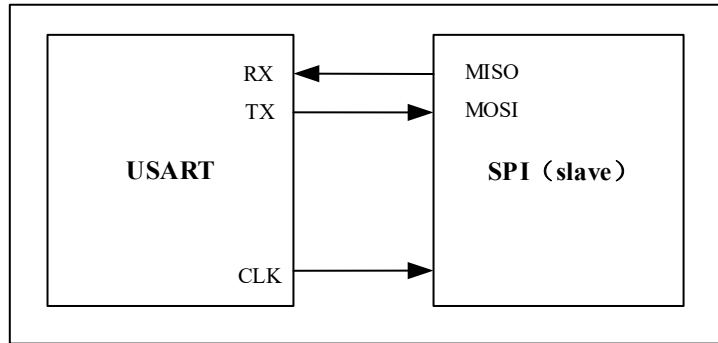 RX
MISO
TX
MOSI
USART
SPI（slave）
CLK